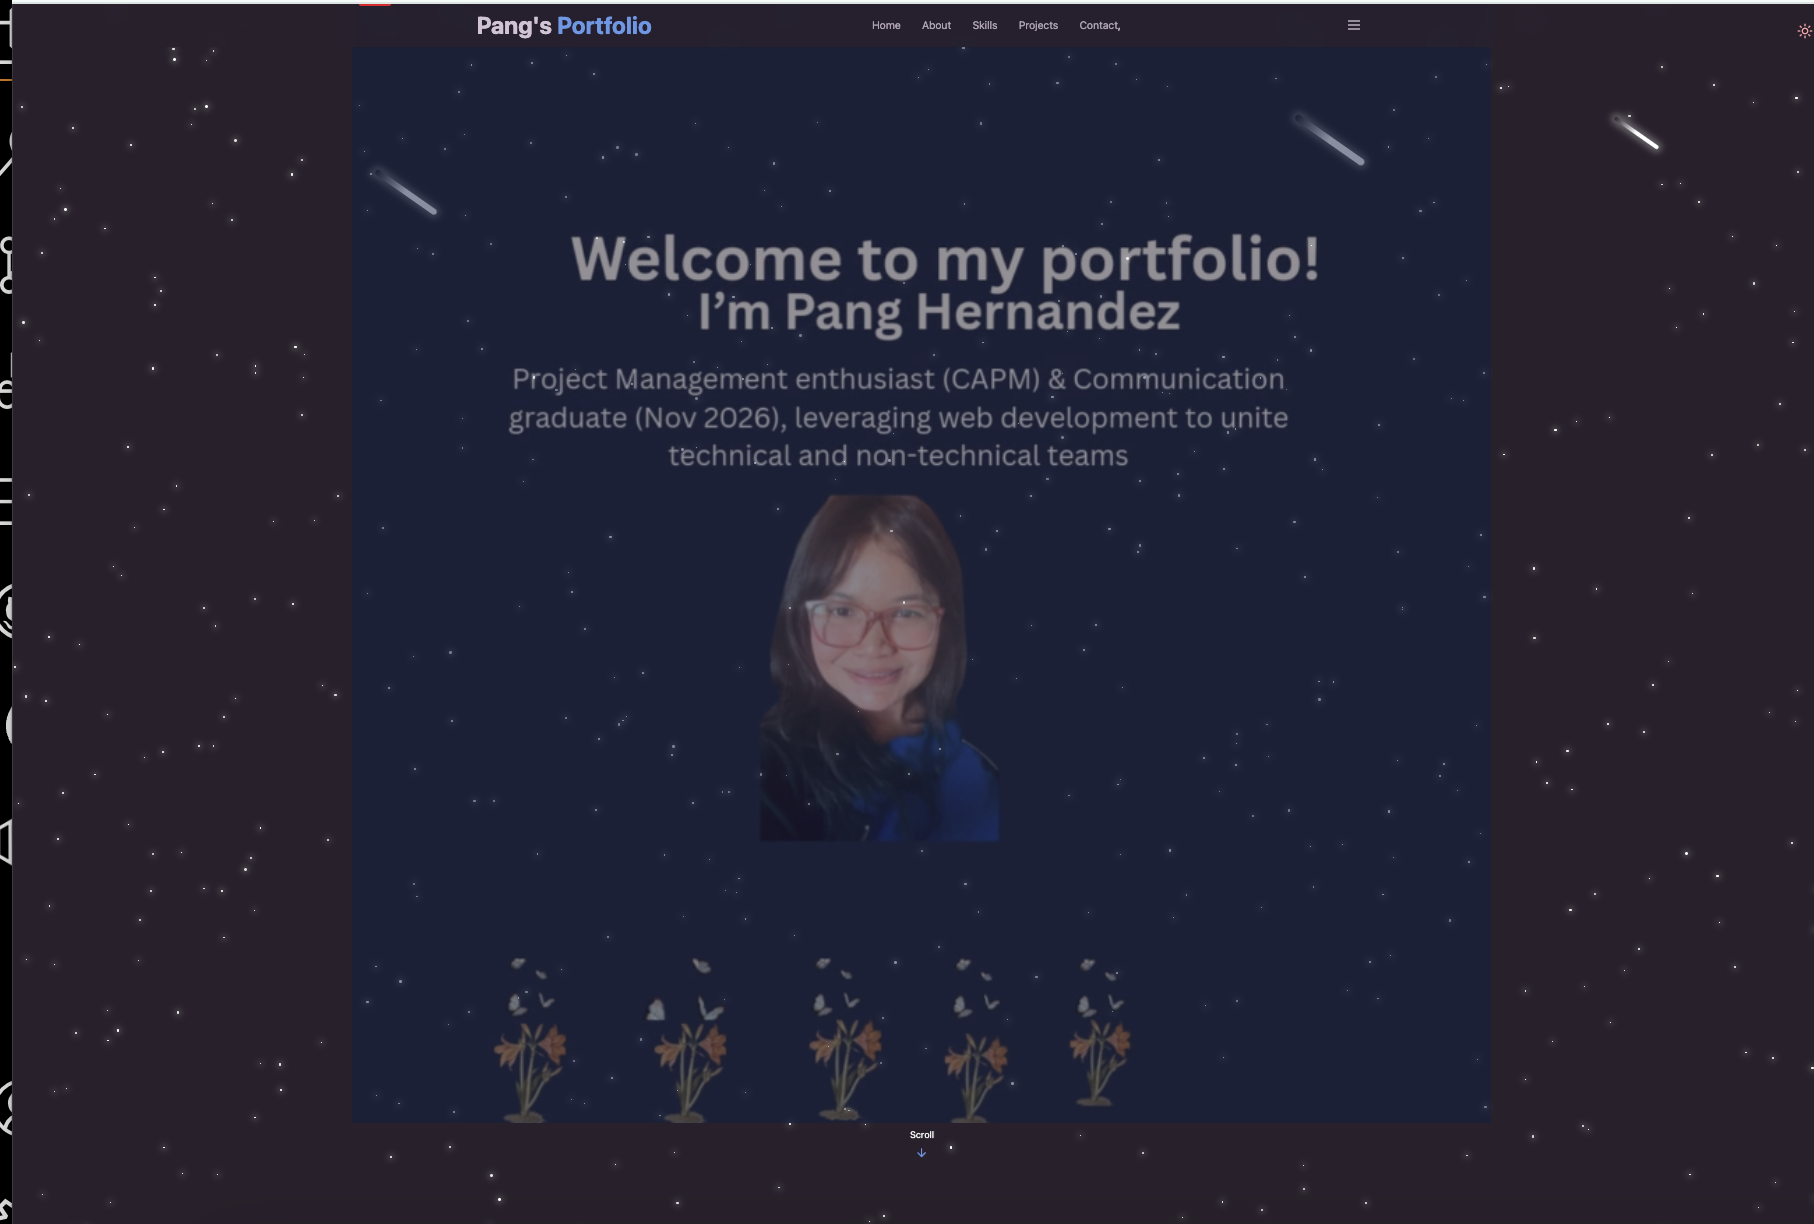 Pang's Portfolio
Home About Skills Projects Contact,
Welcome to my portfolio!
I’m Pang Hernandez
Project Management enthusiast (CAPM) & Communication
graduate (Nov 2026), leveraging web development to unite
technical and non-technical teams
Scroll